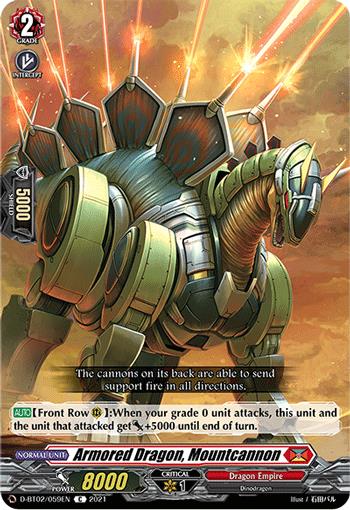 2
GRADE
INTERCEPT
5000
SHIELD
The cannons on its back are able to send
support fire in all directions.
AUTO【Front Row】:When your grade 0 unit attacks, this unit and
the unit that attacked get +5000 until end of turn.
NORMAL UNIT
Armored Dragon, Mountcannon
POWER 8000
CRITICAL
1
Dragon Empire
Dinodragon
D-BT02/059EN C 2021
Illust / 石田バル